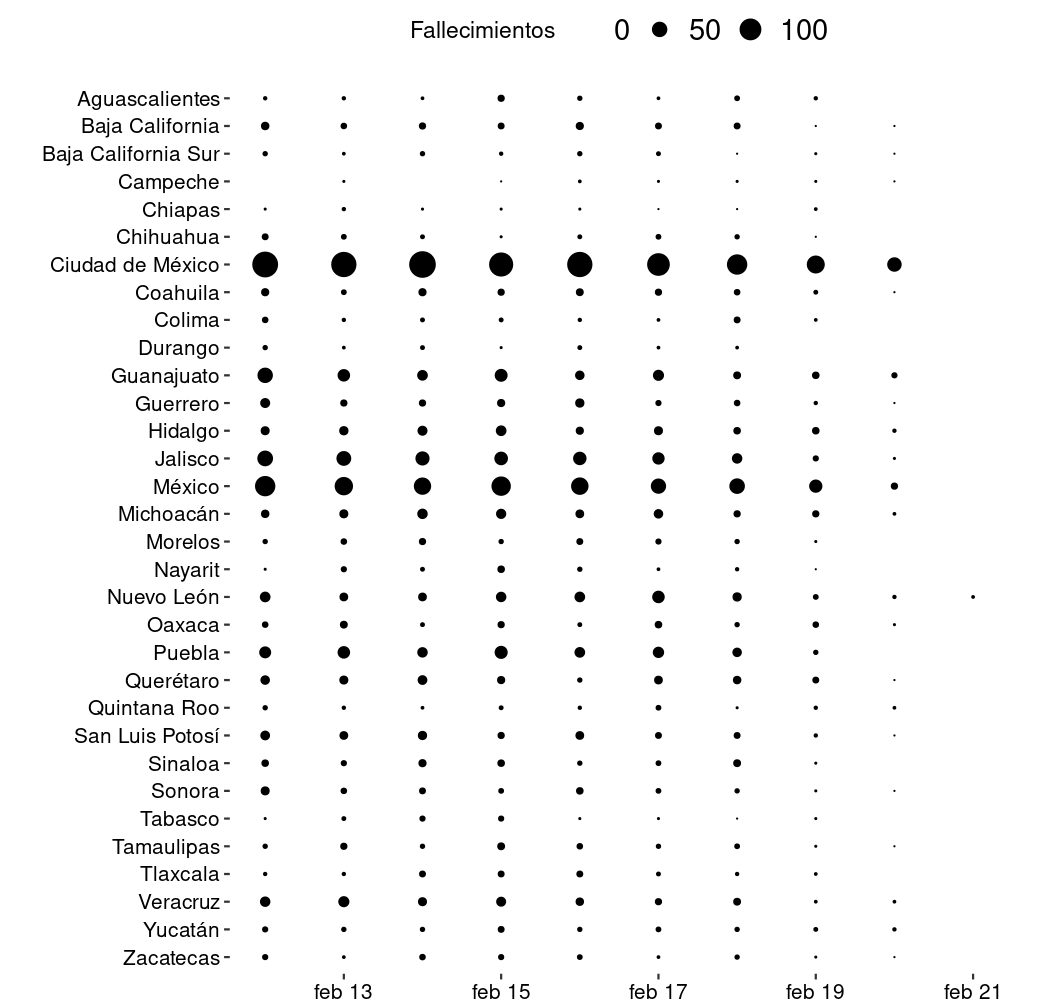 Fallecimientos 0 50 100
Aguascalientes
Baja California
Baja California Sur
Campeche
Chiapas
Chihuahua
Ciudad de México
Coahuila
Colima
Durango
Guanajuato
Guerrero
Hidalgo
Jalisco
México
Michoacán
Morelos
Nayarit
Nuevo León
Oaxaca
Puebla
Querétaro
Quintana Roo
San Luis Potosí
Sinaloa
Sonora
Tabasco
Tamaulipas
Tlaxcala
Veracruz
Yucatán
Zacatecas
feb 13 feb 15 feb 17 feb 19 feb 21